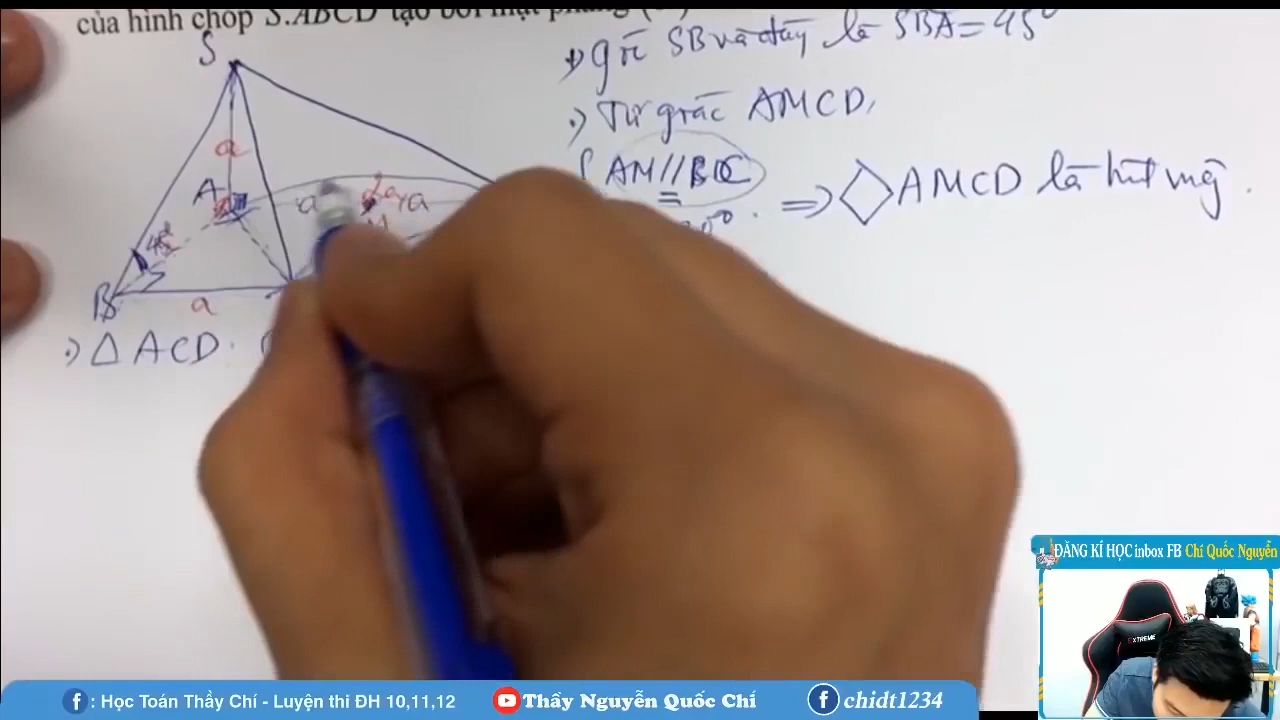 của hình chóp S.ABCD tạo bởi mặt phẳng
góc SB và đáy là SBA = 45°
S
.) Tứ giác AMCD,
a
{ AM // BC
=> ◇AMCD là
A
a
2a
a
M
45°
B
a
.) Δ ACD.
ĐĂNG KÍ HỌC inbox FB Chí Quốc Nguyễn
EXTREME
f : Học Toán Thầy Chí - Luyện thi ĐH 10,11,12
Thầy Nguyễn Quốc Chí
f chidt1234